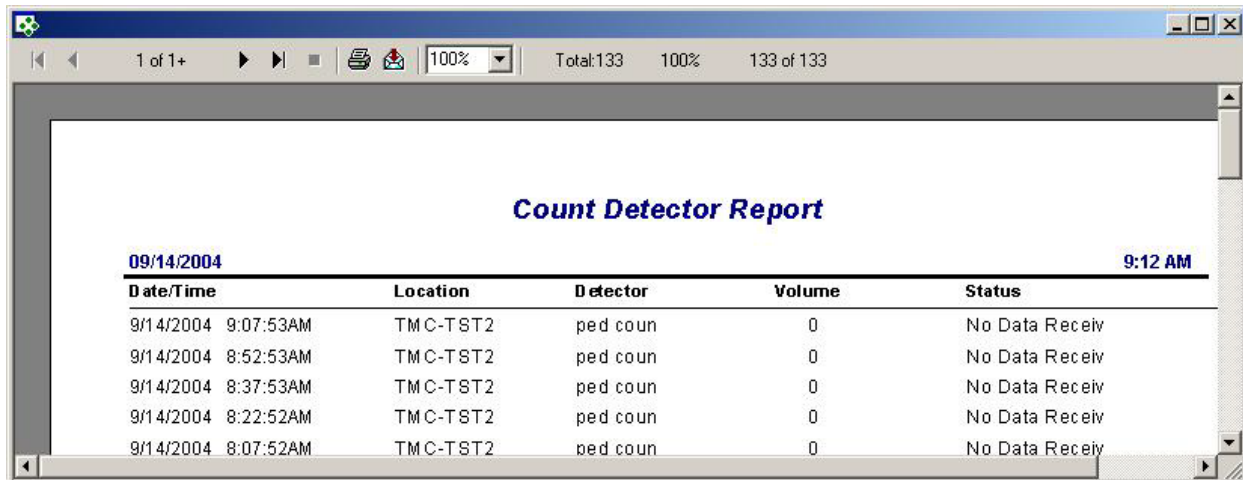 1 of 1+ 100% Total:133 100% 133 of 133
Count Detector Report
09/14/2004 9:12 AM
Date/Time Location Detector Volume Status
9/14/2004 9:07:53AM TMC-TST2 ped coun 0 No Data Receiv
9/14/2004 8:52:53AM TMC-TST2 ped coun 0 No Data Receiv
9/14/2004 8:37:53AM TMC-TST2 ped coun 0 No Data Receiv
9/14/2004 8:22:52AM TMC-TST2 ped coun 0 No Data Receiv
9/14/2004 8:07:52AM TMC-TST2 ped coun 0 No Data Receiv